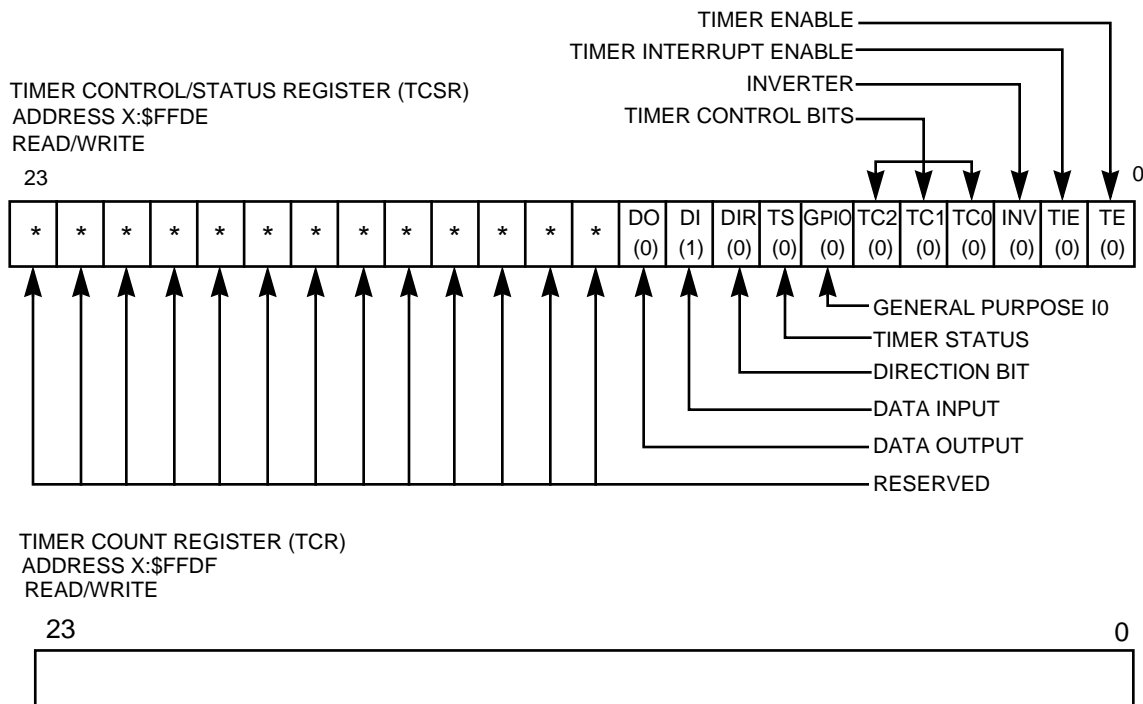 TIMER ENABLE
TIMER INTERRUPT ENABLE
INVERTER
TIMER CONTROL BITS
TIMER CONTROL/STATUS REGISTER (TCSR)
ADDRESS X:$FFDE
READ/WRITE
23 0
* * * * * * * * * * * * * DO DI DIR TS GPIO TC2 TC1 TC0 INV TIE TE
(0) (1) (0) (0) (0) (0) (0) (0) (0) (0) (0)
GENERAL PURPOSE I0
TIMER STATUS
DIRECTION BIT
DATA INPUT
DATA OUTPUT
RESERVED
TIMER COUNT REGISTER (TCR)
ADDRESS X:$FFDF
READ/WRITE
23 0